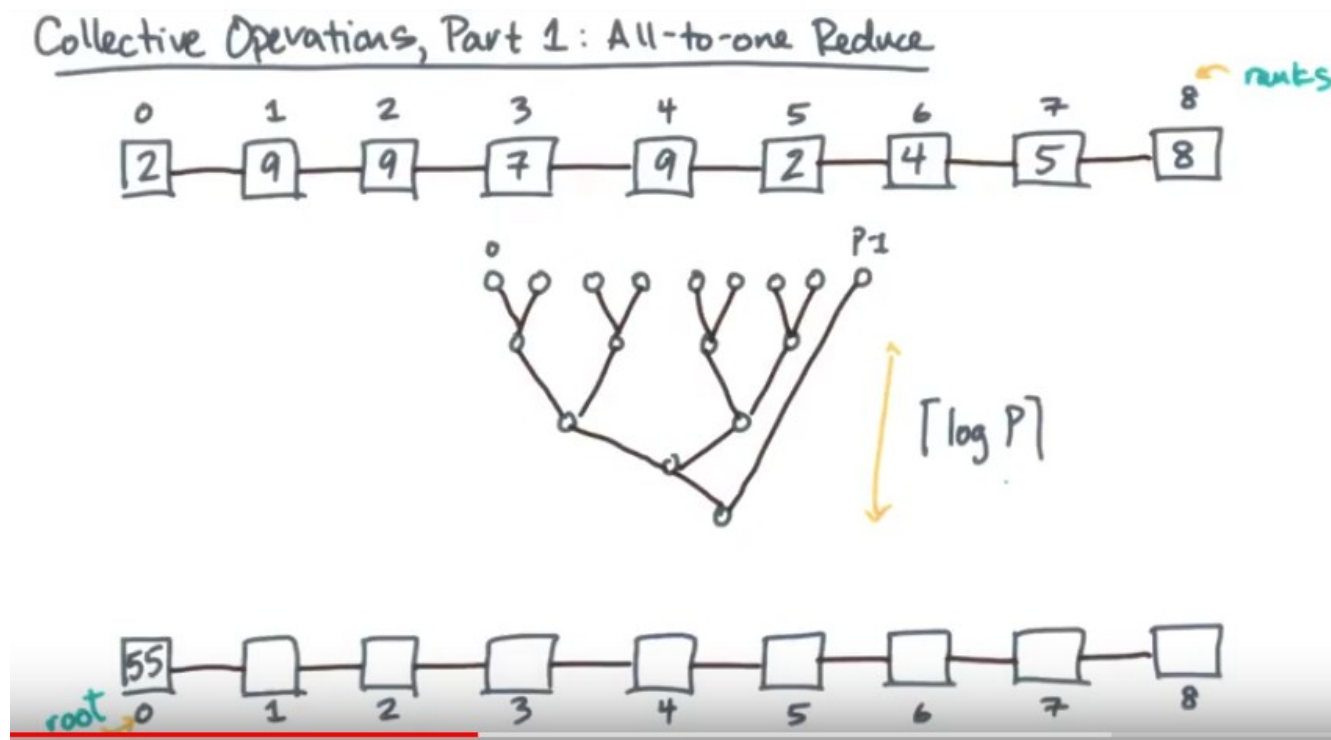 Collective Operations, Part 1: All-to-one Reduce
ranks
0 1 2 3 4 5 6 7 8
2 9 9 7 9 2 4 5 8
0 P-1
⌈log P⌉
55
root 0 1 2 3 4 5 6 7 8